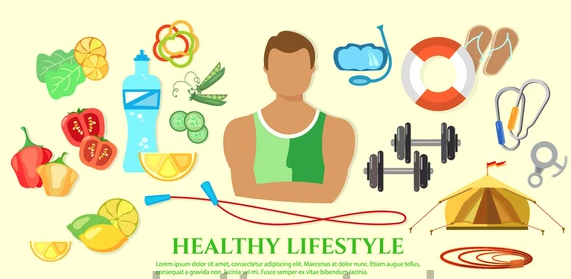 HEALTHY LIFESTYLE
Lorem ipsum dolor sit amet, consectetur adipiscing elit. Maecenas at dolor nunc. Etiam augue tellus,
consequat a gravida non, lacinia vel mi. Fusce semper ex vitae bibendum lacinia.